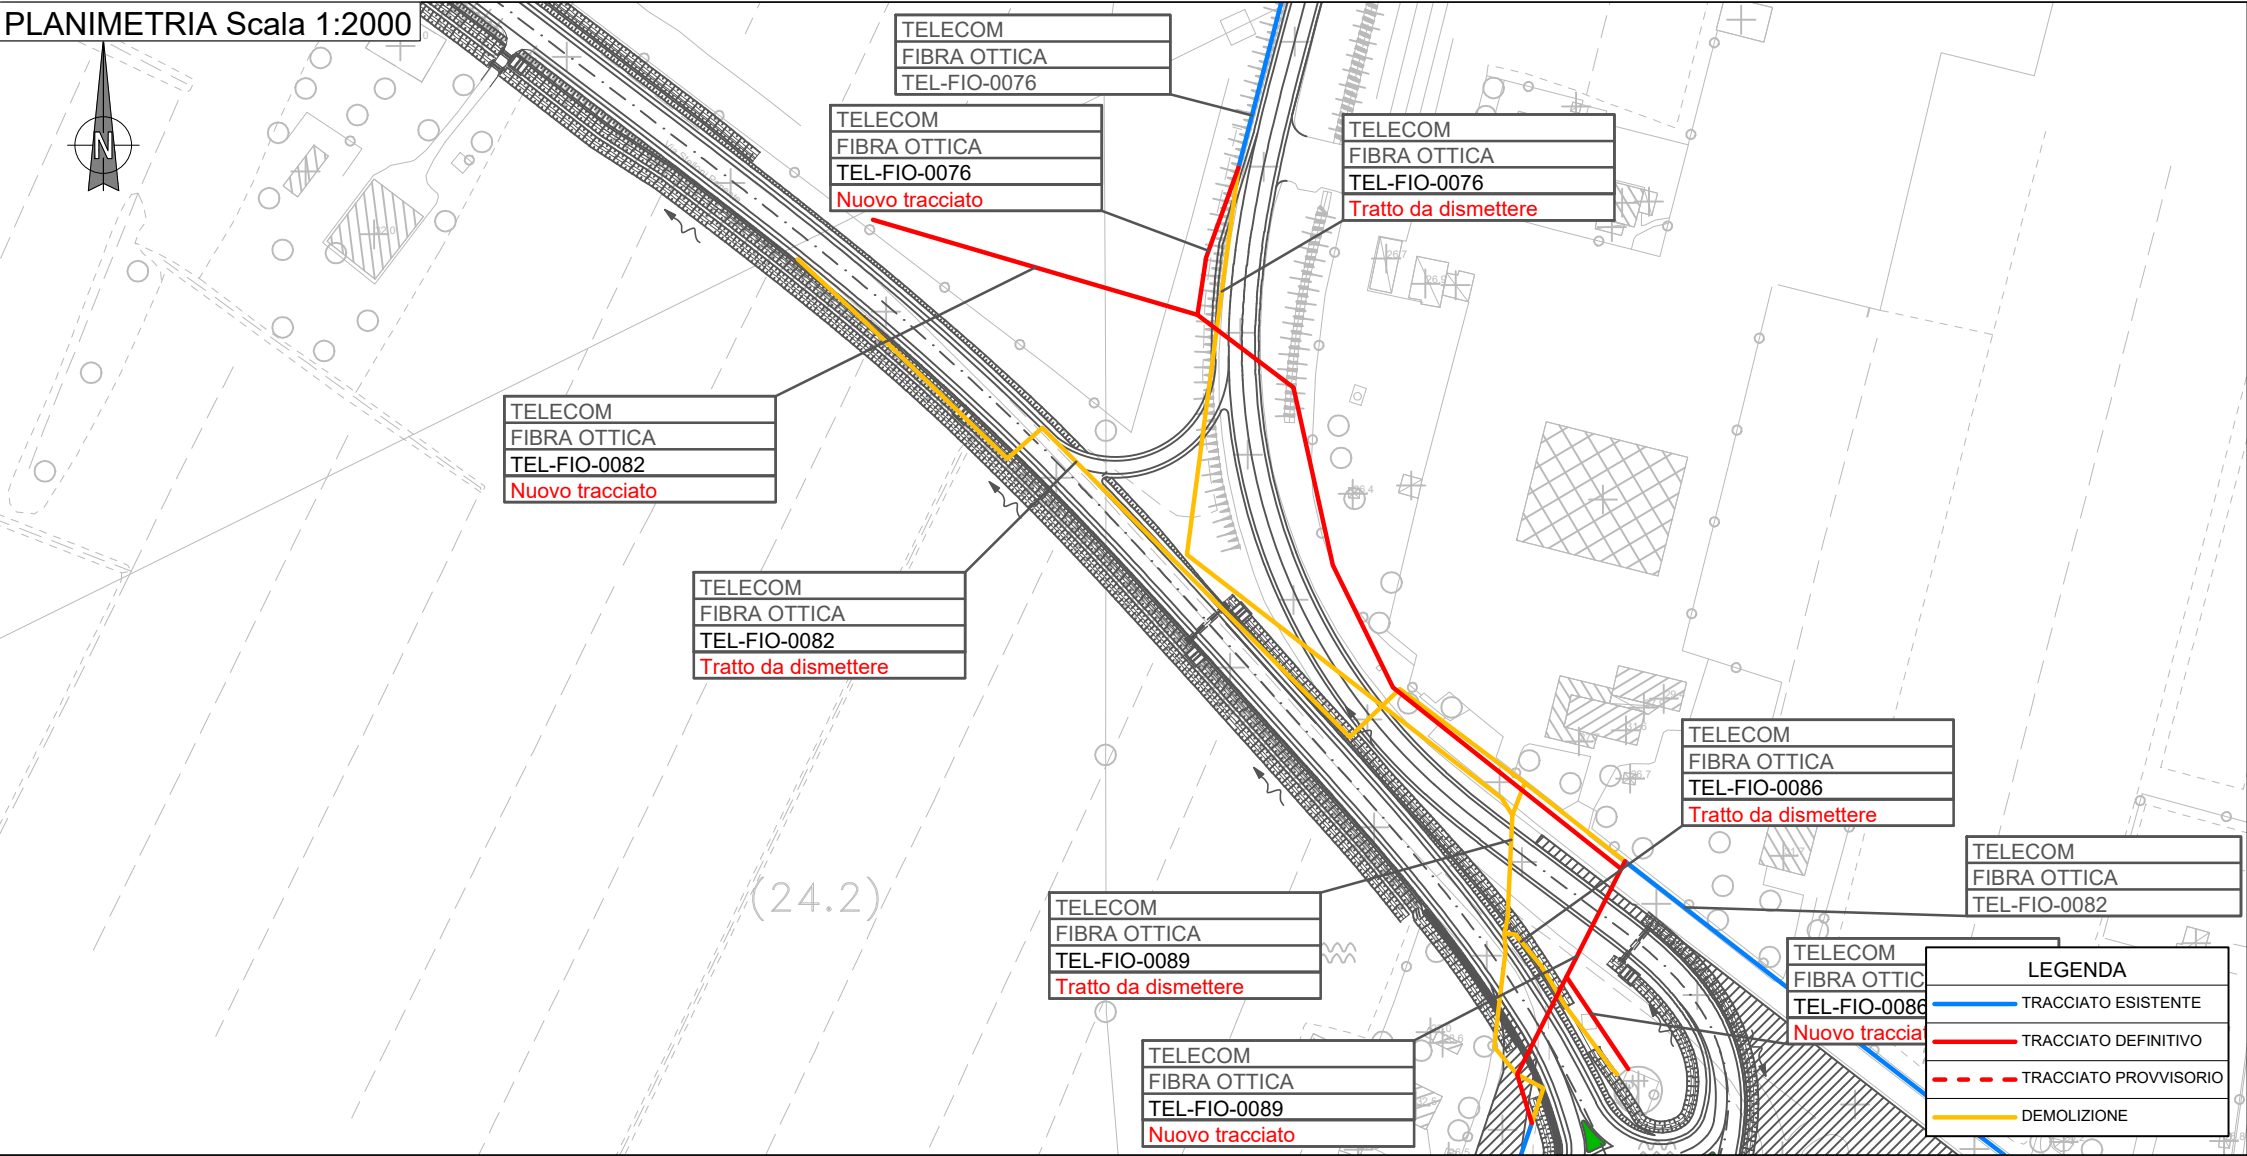 PLANIMETRIA Scala 1:2000
N
TELECOM
FIBRA OTTICA
TEL-FIO-0076
TELECOM
FIBRA OTTICA
TEL-FIO-0076
Nuovo tracciato
TELECOM
FIBRA OTTICA
TEL-FIO-0076
Tratto da dismettere
TELECOM
FIBRA OTTICA
TEL-FIO-0082
Nuovo tracciato
TELECOM
FIBRA OTTICA
TEL-FIO-0082
Tratto da dismettere
TELECOM
FIBRA OTTICA
TEL-FIO-0086
Tratto da dismettere
TELECOM
FIBRA OTTICA
TEL-FIO-0082
(24.2)
TELECOM
FIBRA OTTICA
TEL-FIO-0089
Tratto da dismettere
TELECOM
FIBRA OTTIC
TEL-FIO-0086
Nuovo tracciat
TELECOM
FIBRA OTTICA
TEL-FIO-0089
Nuovo tracciato
LEGENDA
TRACCIATO ESISTENTE
TRACCIATO DEFINITIVO
TRACCIATO PROVVISORIO
DEMOLIZIONE